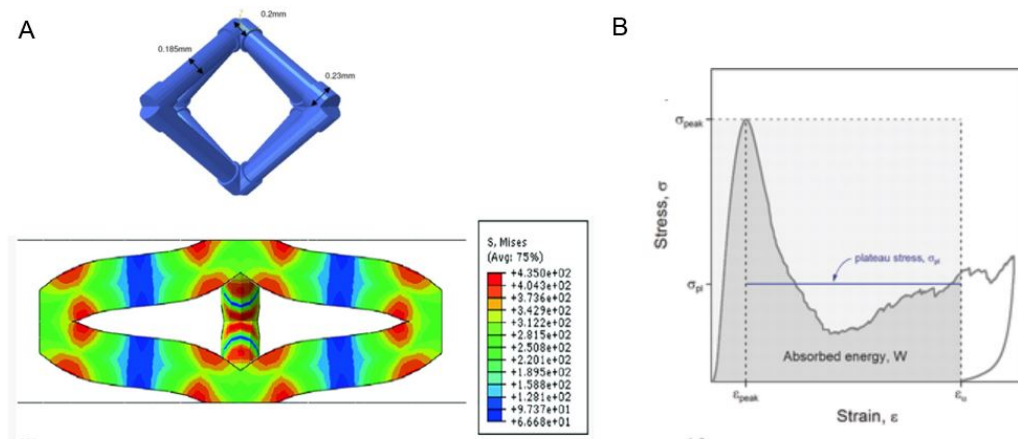 A
0.2mm
0.185mm
0.23mm
S, Mises
(Avg: 75%)
+4.350e+02
+4.043e+02
+3.736e+02
+3.429e+02
+3.122e+02
+2.815e+02
+2.508e+02
+2.201e+02
+1.895e+02
+1.588e+02
+1.281e+02
+9.737e+01
+6.668e+01
B
σpeak
Stress, σ
plateau stress, σpl
σpl
Absorbed energy, W
εpeak
Strain, ε